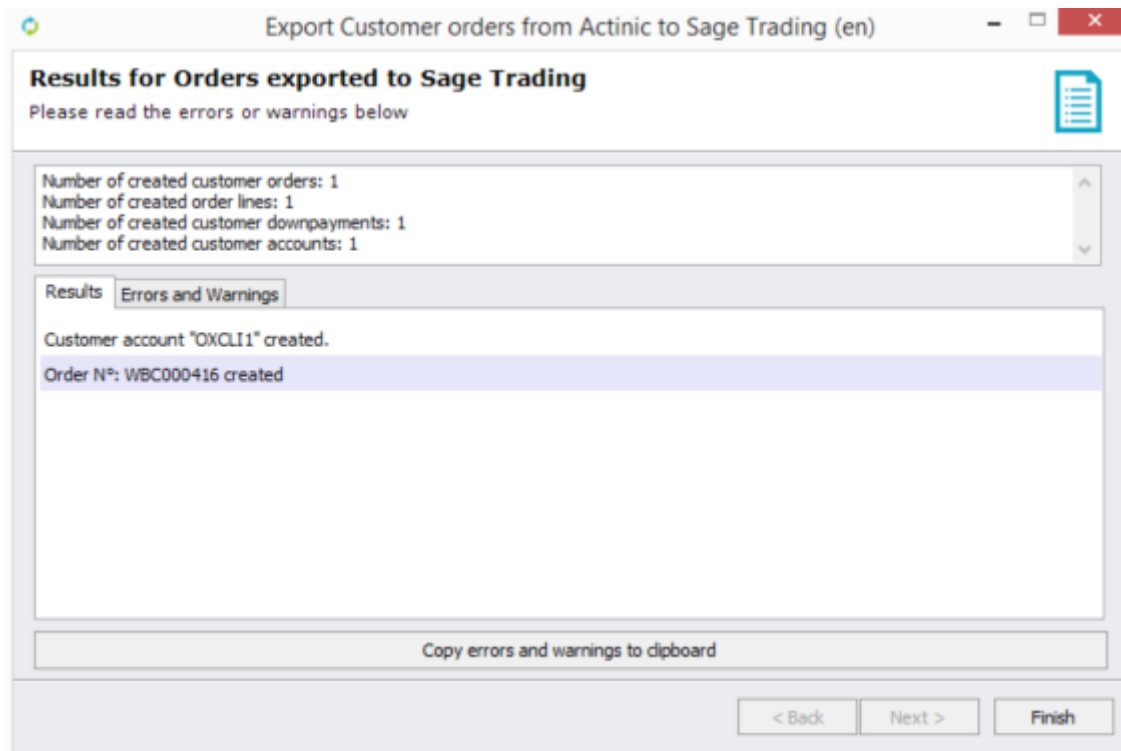 Export Customer orders from Actinic to Sage Trading (en)
Results for Orders exported to Sage Trading
Please read the errors or warnings below
Number of created customer orders: 1
Number of created order lines: 1
Number of created customer downpayments: 1
Number of created customer accounts: 1
Results Errors and Warnings
Customer account "OXCLI1" created.
Order N°: WBC000416 created
Copy errors and warnings to clipboard
< Back Next > Finish